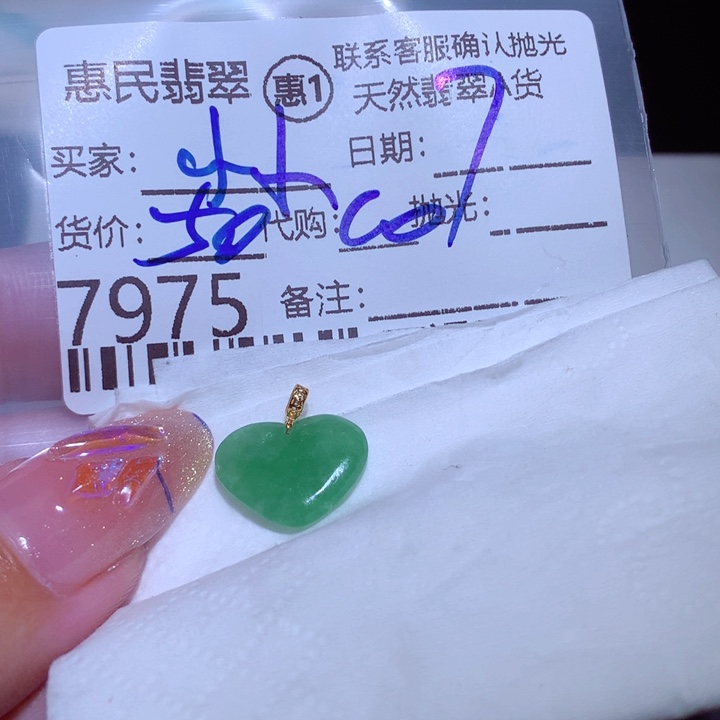 惠民翡翠 惠1 联系客服确认抛光
天然翡翠A货
买家: 日期:
货价: 代购: 抛光:
7975 备注: